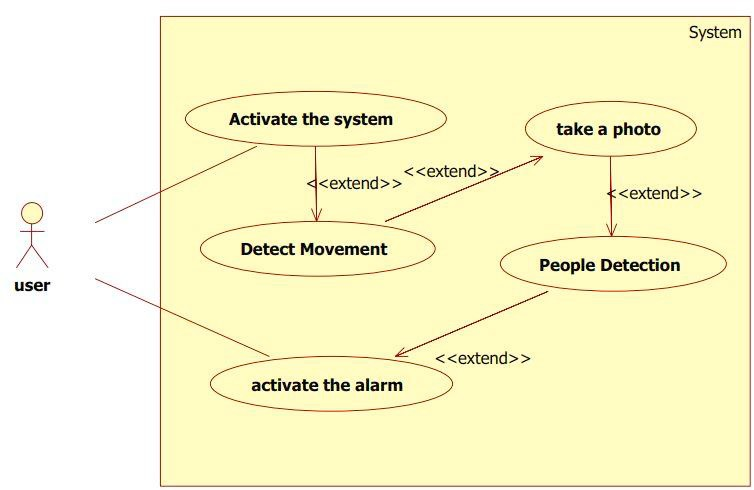 System
Activate the system
take a photo
<<extend>>
<<extend>>
<<extend>>
Detect Movement
People Detection
user
<<extend>>
activate the alarm